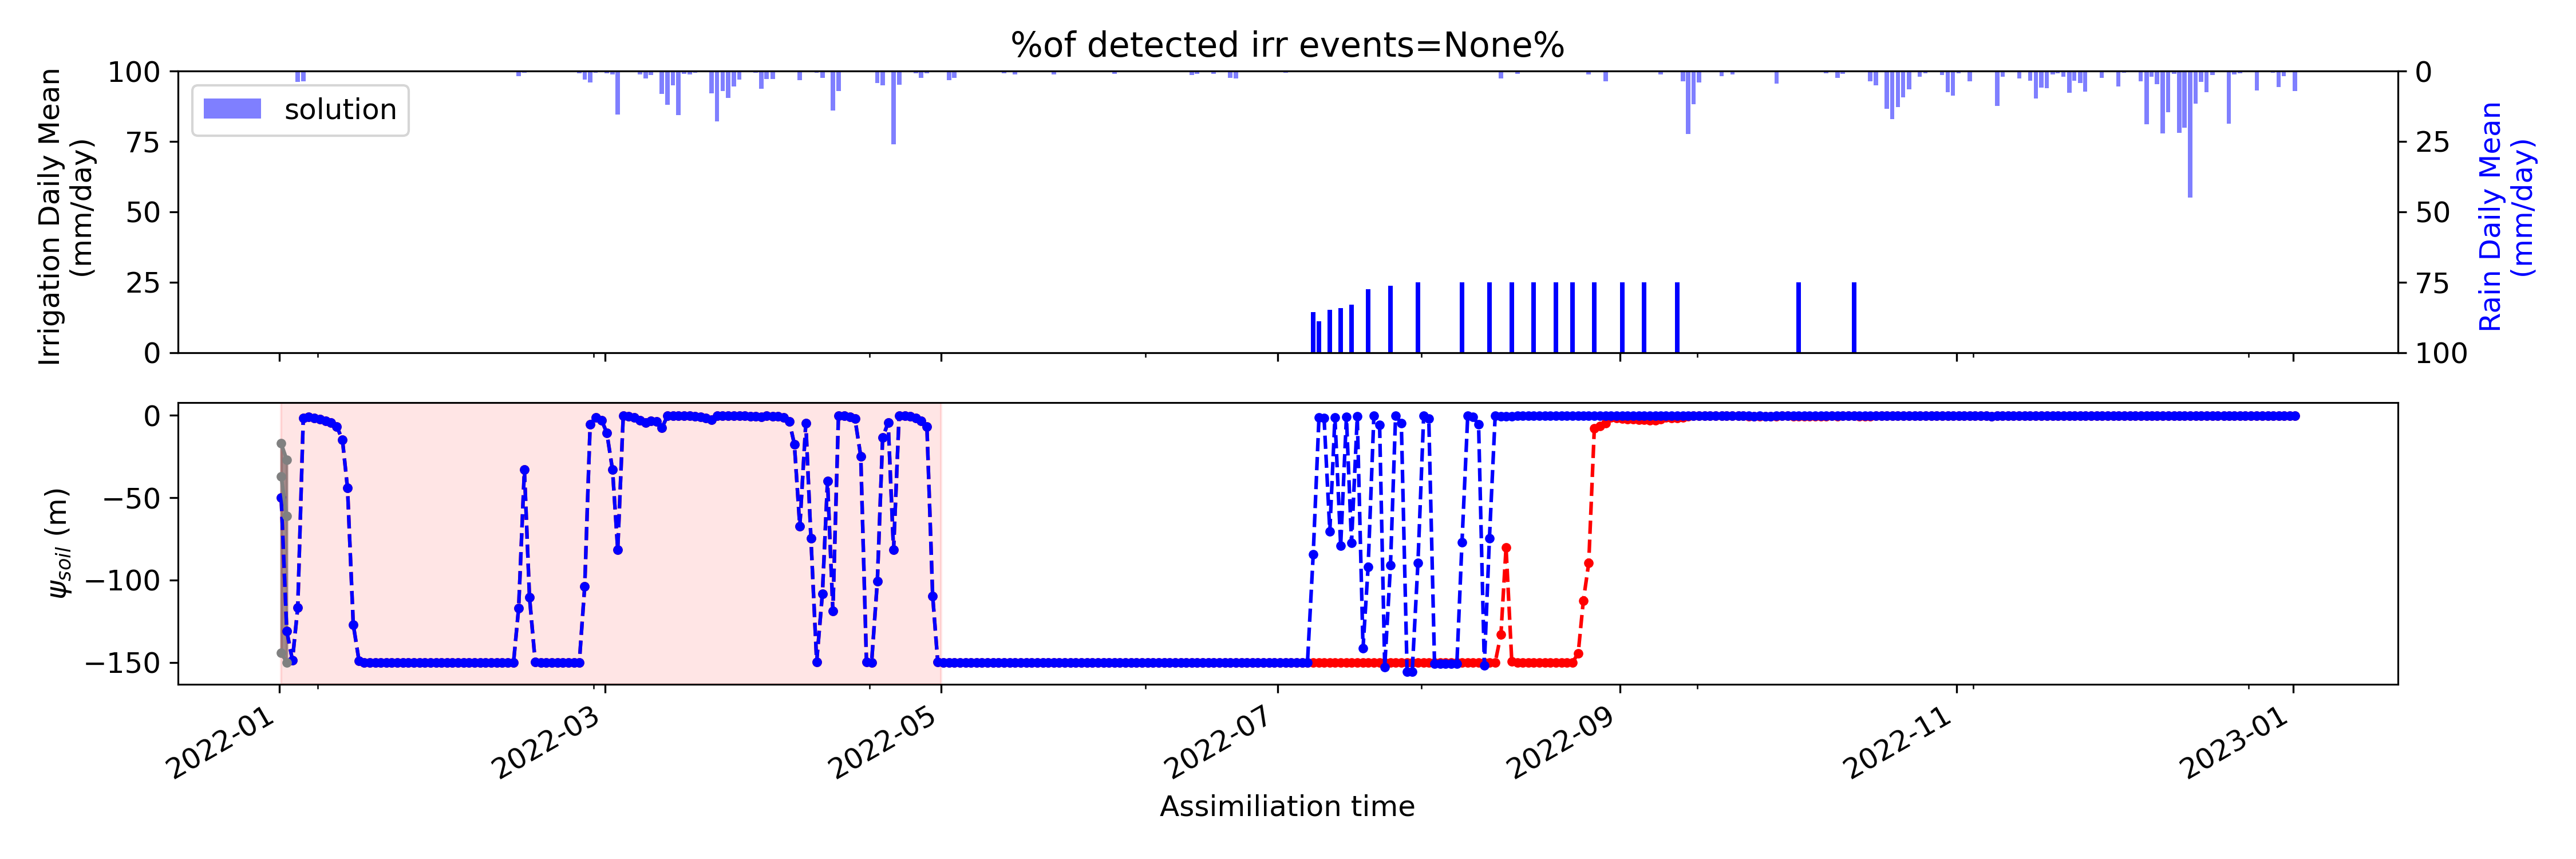 %of detected irr events=None%
Irrigation Daily Mean
(mm/day)
100
75
50
25
0
solution
0
25
50
75
100
Rain Daily Mean
(mm/day)
ψsoil (m)
0
−50
−100
−150
2022-01
2022-03
2022-05
2022-07
2022-09
2022-11
2023-01
Assimiliation time